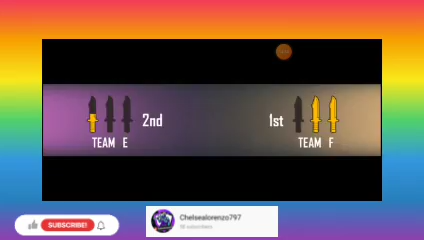 2nd
1st
TEAM E
TEAM F
SUBSCRIBE!
Chelsealorenzo797